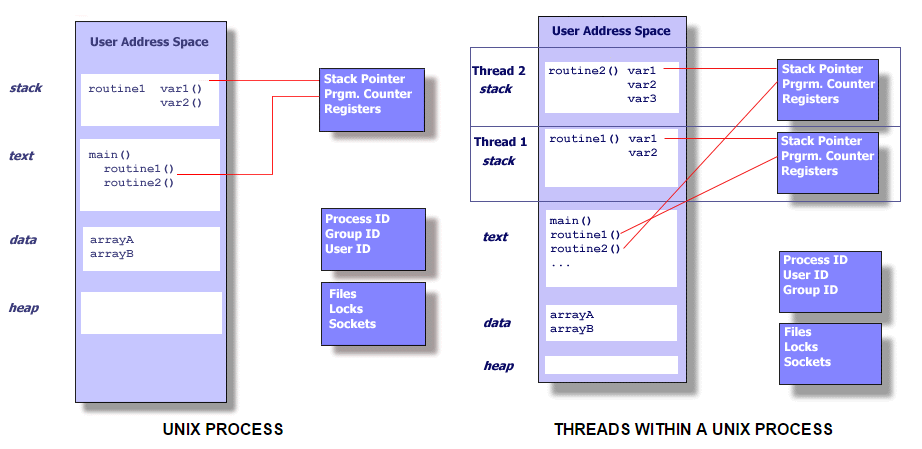 User Address Space
stack
routine1 var1()
var2()
Stack Pointer
Prgm. Counter
Registers
text
main()
routine1()
routine2()
data
arrayA
arrayB
Process ID
Group ID
User ID
heap
Files
Locks
Sockets
UNIX PROCESS
User Address Space
Thread 2
stack
routine2() var1
var2
var3
Stack Pointer
Prgrm. Counter
Registers
Thread 1
stack
routine1() var1
var2
Stack Pointer
Prgrm. Counter
Registers
text
main()
routine1()
routine2()
...
Process ID
User ID
Group ID
data
arrayA
arrayB
Files
Locks
Sockets
heap
THREADS WITHIN A UNIX PROCESS